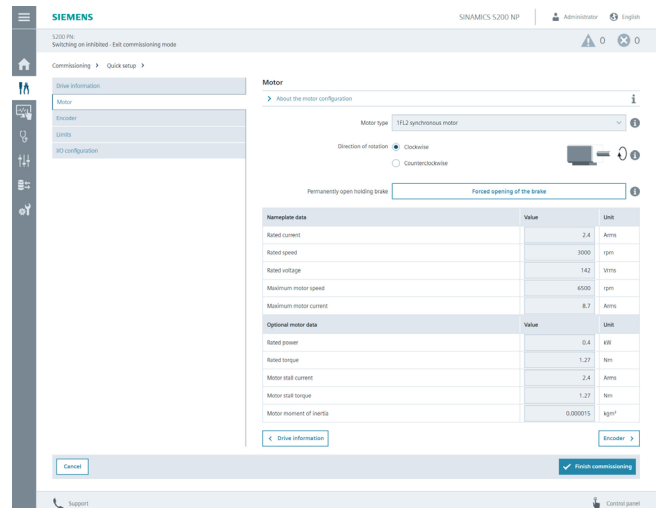 SIEMENS
SINAMICS S200 NP
Administrator
English
S200 PN:
Switching on inhibited - Exit commissioning mode
0
0
Commissioning > Quick setup >
Drive information
Motor
Encoder
Limits
I/O configuration
Motor
> About the motor configuration
Motor type 1FL2 synchronous motor
Direction of rotation Clockwise
Counterclockwise
Permanently open holding brake Forced opening of the brake
Nameplate data Value Unit
Rated current 2.4 Arms
Rated speed 3000 rpm
Rated voltage 142 Vrms
Maximum motor speed 6500 rpm
Maximum motor current 8.7 Arms
Optional motor data Value Unit
Rated power 0.4 kW
Rated torque 1.27 Nm
Motor stall current 2.4 Arms
Motor stall torque 1.27 Nm
Motor moment of inertia 0.000015 kgm²
< Drive information
Encoder >
Cancel
Finish commissioning
Support
Control panel